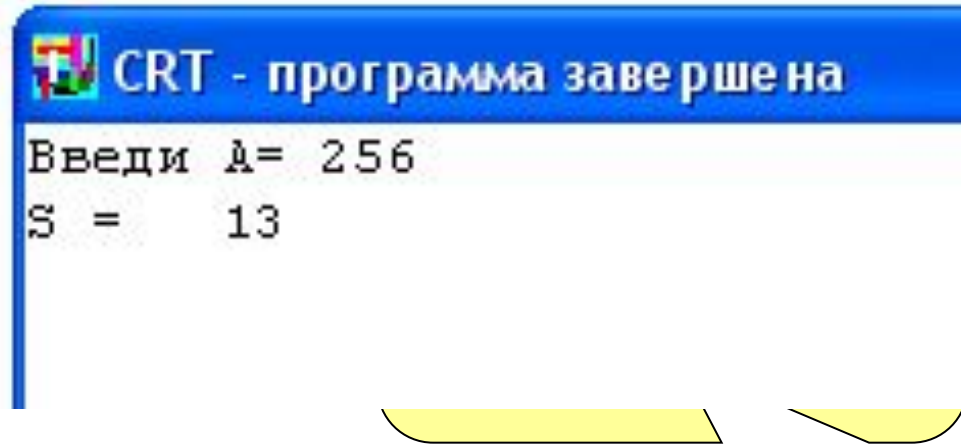 CRT - программа завершена
Введи A= 256
S = 13